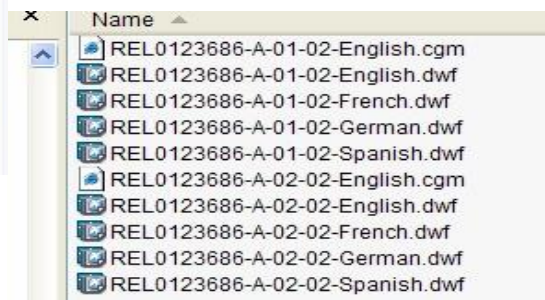 Name
REL0123686-A-01-02-English.cgm
REL0123686-A-01-02-English.dwf
REL0123686-A-01-02-French.dwf
REL0123686-A-01-02-German.dwf
REL0123686-A-01-02-Spanish.dwf
REL0123686-A-02-02-English.cgm
REL0123686-A-02-02-English.dwf
REL0123686-A-02-02-French.dwf
REL0123686-A-02-02-German.dwf
REL0123686-A-02-02-Spanish.dwf